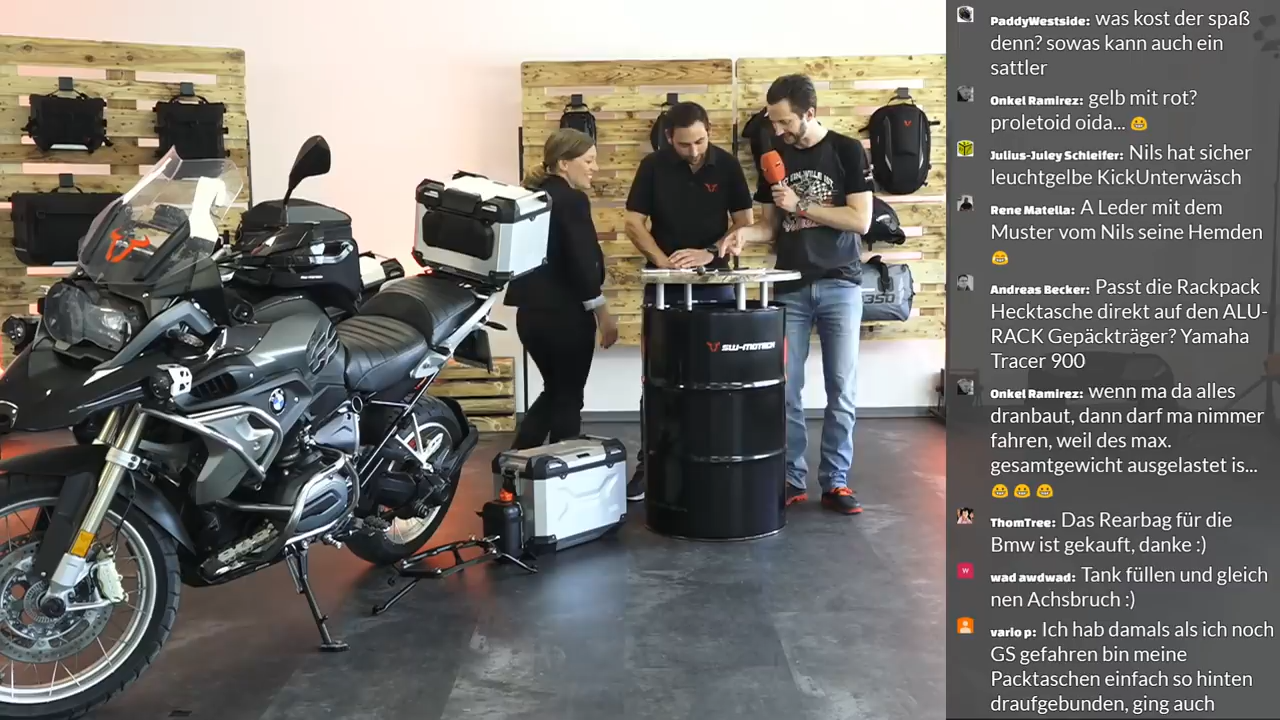 SW-MOTECH
350
PaddyWestside: was kost der spaß
denn? sowas kann auch ein
sattler
Onkel Ramirez: gelb mit rot?
proletoid oida... 😬
Julius-Juley Schleifer: Nils hat sicher
leuchtgelbe KickUnterwäsch
Rene Matella: A Leder mit dem
Muster vom Nils seine Hemden
😂
Andreas Becker: Passt die Rackpack
Hecktasche direkt auf den ALU-
RACK Gepäckträger? Yamaha
Tracer 900
Onkel Ramirez: wenn ma da alles
dranbaut, dann darf ma nimmer
fahren, weil des max.
gesamtgewicht ausgelastet is...
😬 😬 😬
ThomTree: Das Rearbag für die
Bmw ist gekauft, danke :)
w
wad awdwad: Tank füllen und gleich
nen Achsbruch :)
vario p: Ich hab damals als ich noch
GS gefahren bin meine
Packtaschen einfach so hinten
draufgebunden, ging auch